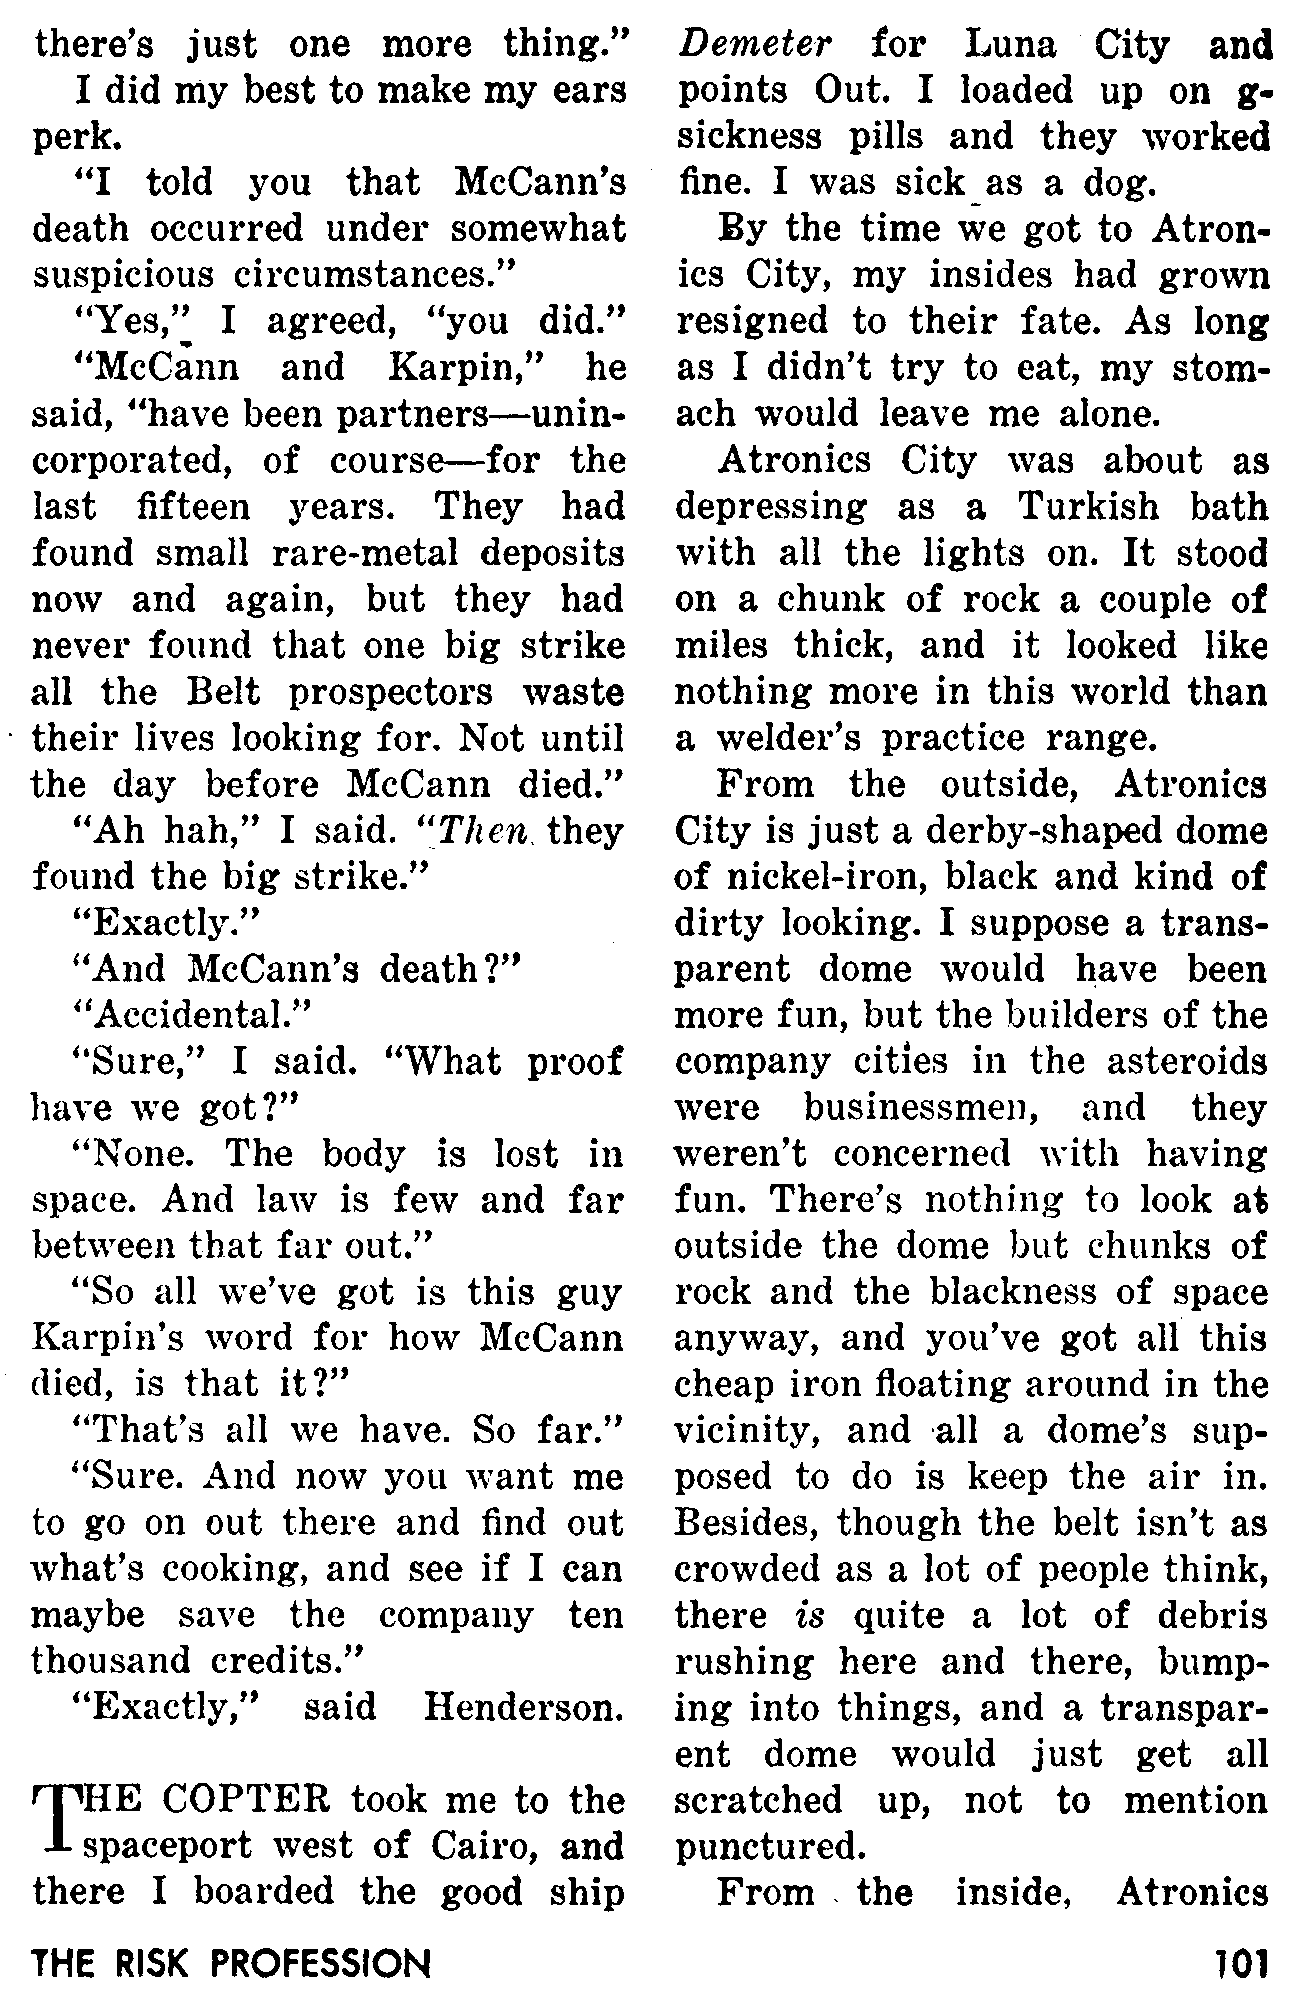 there's just one more thing."
I did my best to make my ears
perk.
"I told you that McCann's
death occurred under somewhat
suspicious circumstances."
"Yes," I agreed, "you did."
"McCann and Karpin," he
said, "have been partners—unin-
corporated, of course—for the
last fifteen years. They had
found small rare-metal deposits
now and again, but they had
never found that one big strike
all the Belt prospectors waste
their lives looking for. Not until
the day before McCann died."
"Ah hah," I said. "Then they
found the big strike."
"Exactly."
"And McCann's death?"
"Accidental."
"Sure," I said. "What proof
have we got?"
"None. The body is lost in
space. And law is few and far
between that far out."
"So all we've got is this guy
Karpin's word for how McCann
died, is that it?"
"That's all we have. So far."
"Sure. And now you want me
to go on out there and find out
what's cooking, and see if I can
maybe save the company ten
thousand credits."
"Exactly," said Henderson.
THE COPTER took me to the
spaceport west of Cairo, and
there I boarded the good ship
Demeter for Luna City and
points Out. I loaded up on g-
sickness pills and they worked
fine. I was sick as a dog.
By the time we got to Atron-
ics City, my insides had grown
resigned to their fate. As long
as I didn't try to eat, my stom-
ach would leave me alone.
Atronics City was about as
depressing as a Turkish bath
with all the lights on. It stood
on a chunk of rock a couple of
miles thick, and it looked like
nothing more in this world than
a welder's practice range.
From the outside, Atronics
City is just a derby-shaped dome
of nickel-iron, black and kind of
dirty looking. I suppose a trans-
parent dome would have been
more fun, but the builders of the
company cities in the asteroids
were businessmen, and they
weren't concerned with having
fun. There's nothing to look at
outside the dome but chunks of
rock and the blackness of space
anyway, and you've got all this
cheap iron floating around in the
vicinity, and all a dome's sup-
posed to do is keep the air in.
Besides, though the belt isn't as
crowded as a lot of people think,
there is quite a lot of debris
rushing here and there, bump-
ing into things, and a transpar-
ent dome would just get all
scratched up, not to mention
punctured.
From the inside, Atronics
THE RISK PROFESSION
101